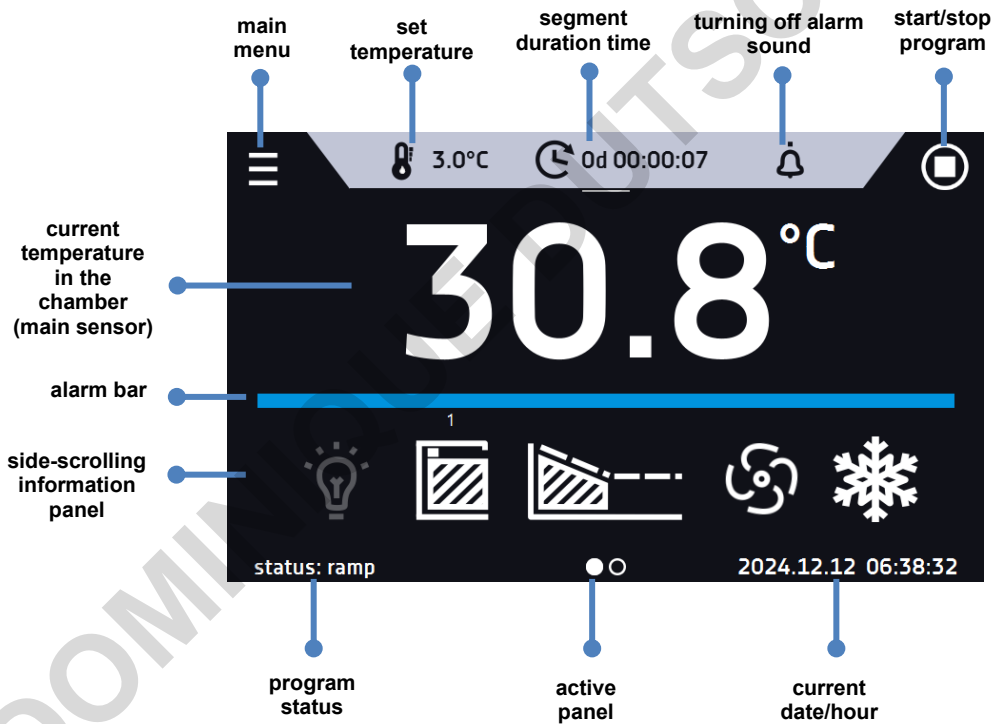 main
menu
set
temperature
segment
duration time
turning off alarm
sound
start/stop
program
3.0°C
0d 00:00:07
30.8°C
current
temperature
in the
chamber
(main sensor)
alarm bar
1
side-scrolling
information
panel
status: ramp
2024.12.12 06:38:32
program
status
active
panel
current
date/hour
DOMINIQUE DUTSC